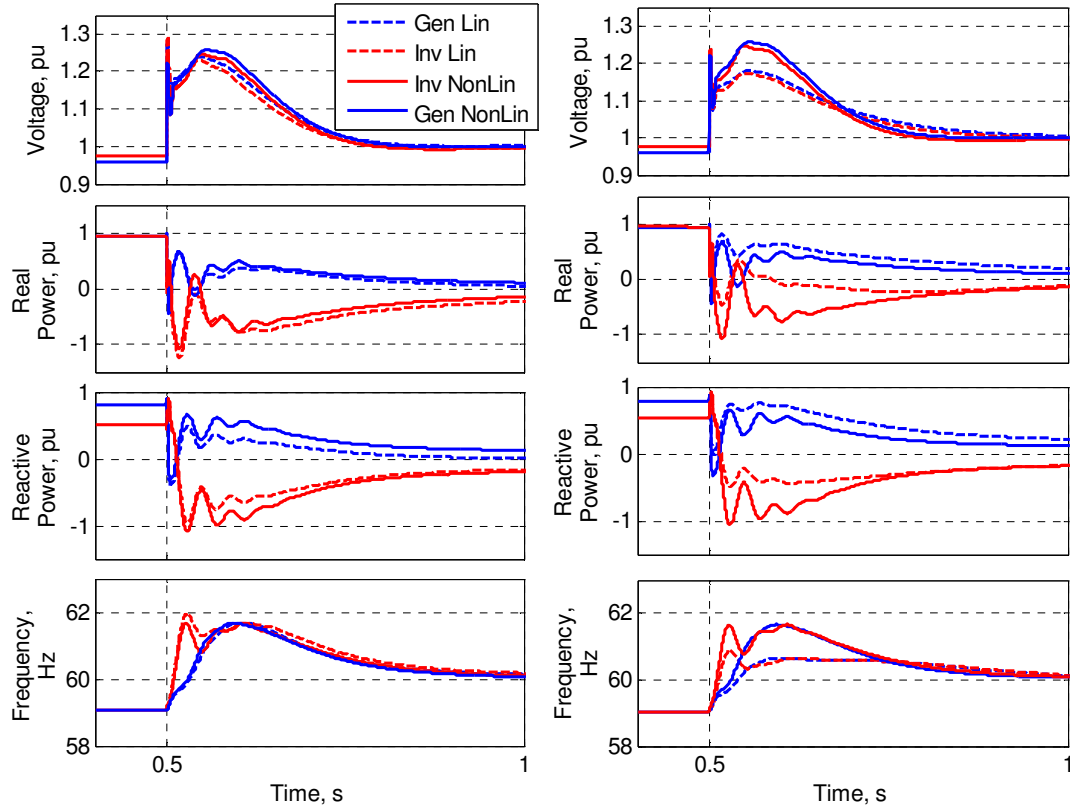 Voltage, pu
1.3
1.2
1.1
1
0.9
Gen Lin
Inv Lin
Inv NonLin
Gen NonLin
Real
Power, pu
1
0
-1
Reactive
Power, pu
1
0
-1
Frequency,
Hz
62
60
58
0.5
1
Time, s
Voltage, pu
1.3
1.2
1.1
1
0.9
Real
Power, pu
1
0
-1
Reactive
Power, pu
1
0
-1
Frequency,
Hz
62
60
58
0.5
1
Time, s